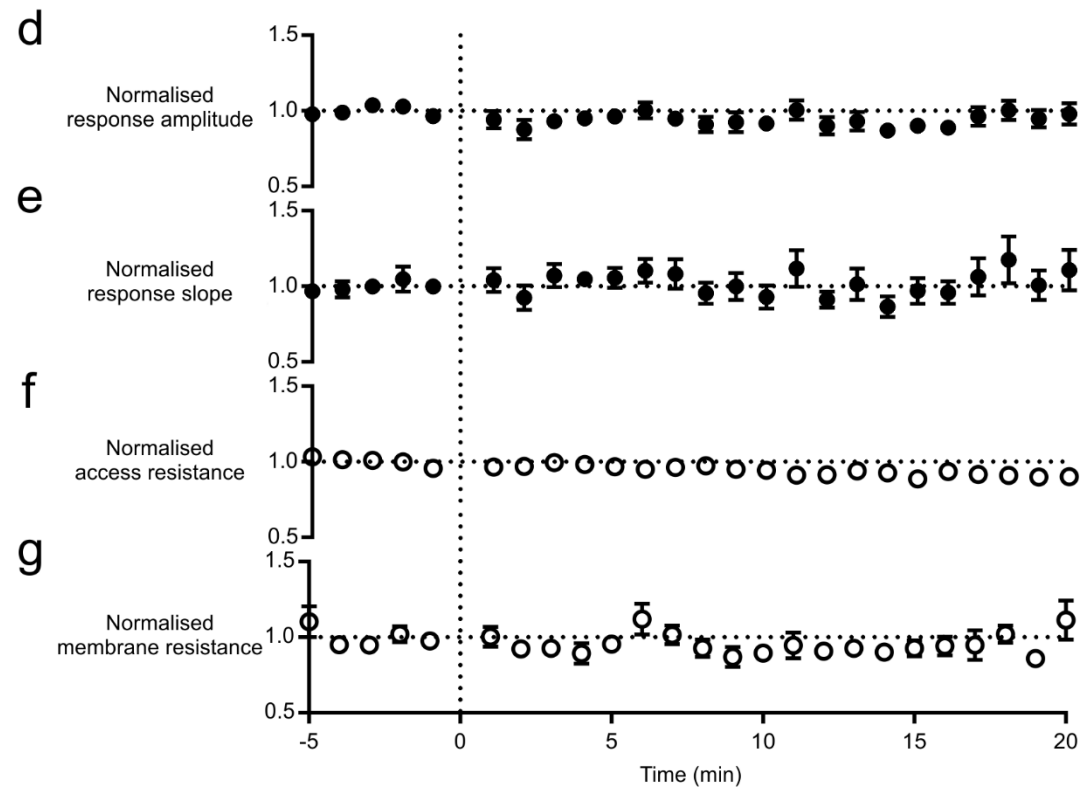 d
1.5
Normalised
response amplitude
1.0
0.5
e
1.5
Normalised
response slope
1.0
0.5
f
1.5
Normalised
access resistance
1.0
0.5
g
1.5
Normalised
membrane resistance
1.0
0.5
-5 0 5 10 15 20
Time (min)